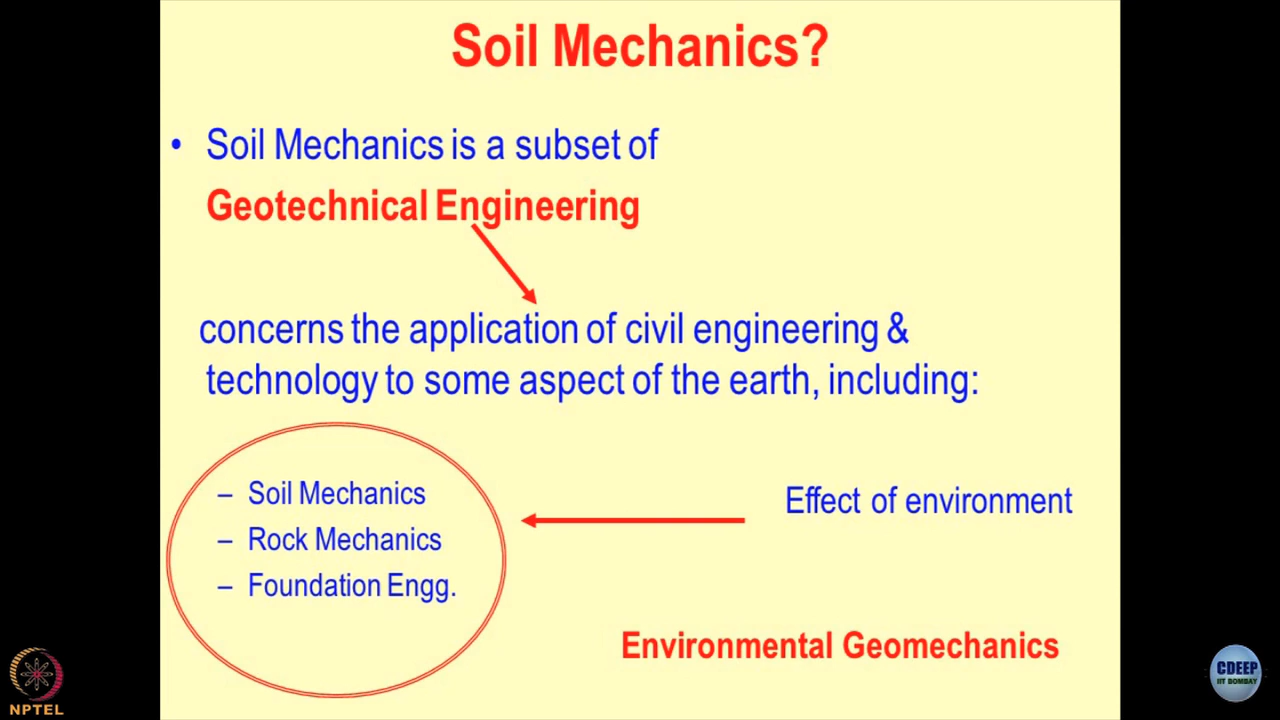 Soil Mechanics?
• Soil Mechanics is a subset of
Geotechnical Engineering
concerns the application of civil engineering &
technology to some aspect of the earth, including:
– Soil Mechanics
– Rock Mechanics
– Foundation Engg.
Effect of environment
Environmental Geomechanics
NPTEL
CDEEP
IIT BOMBAY